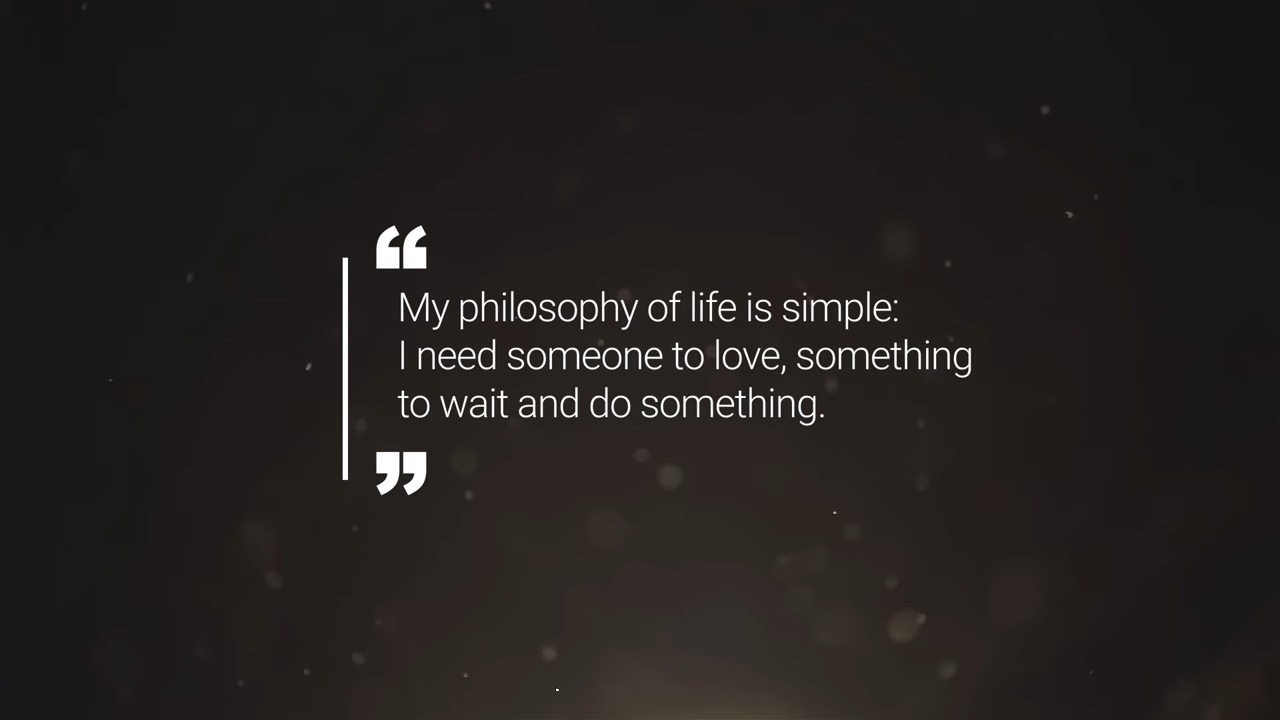 “
My philosophy of life is simple:
I need someone to love, something
to wait and do something.
”